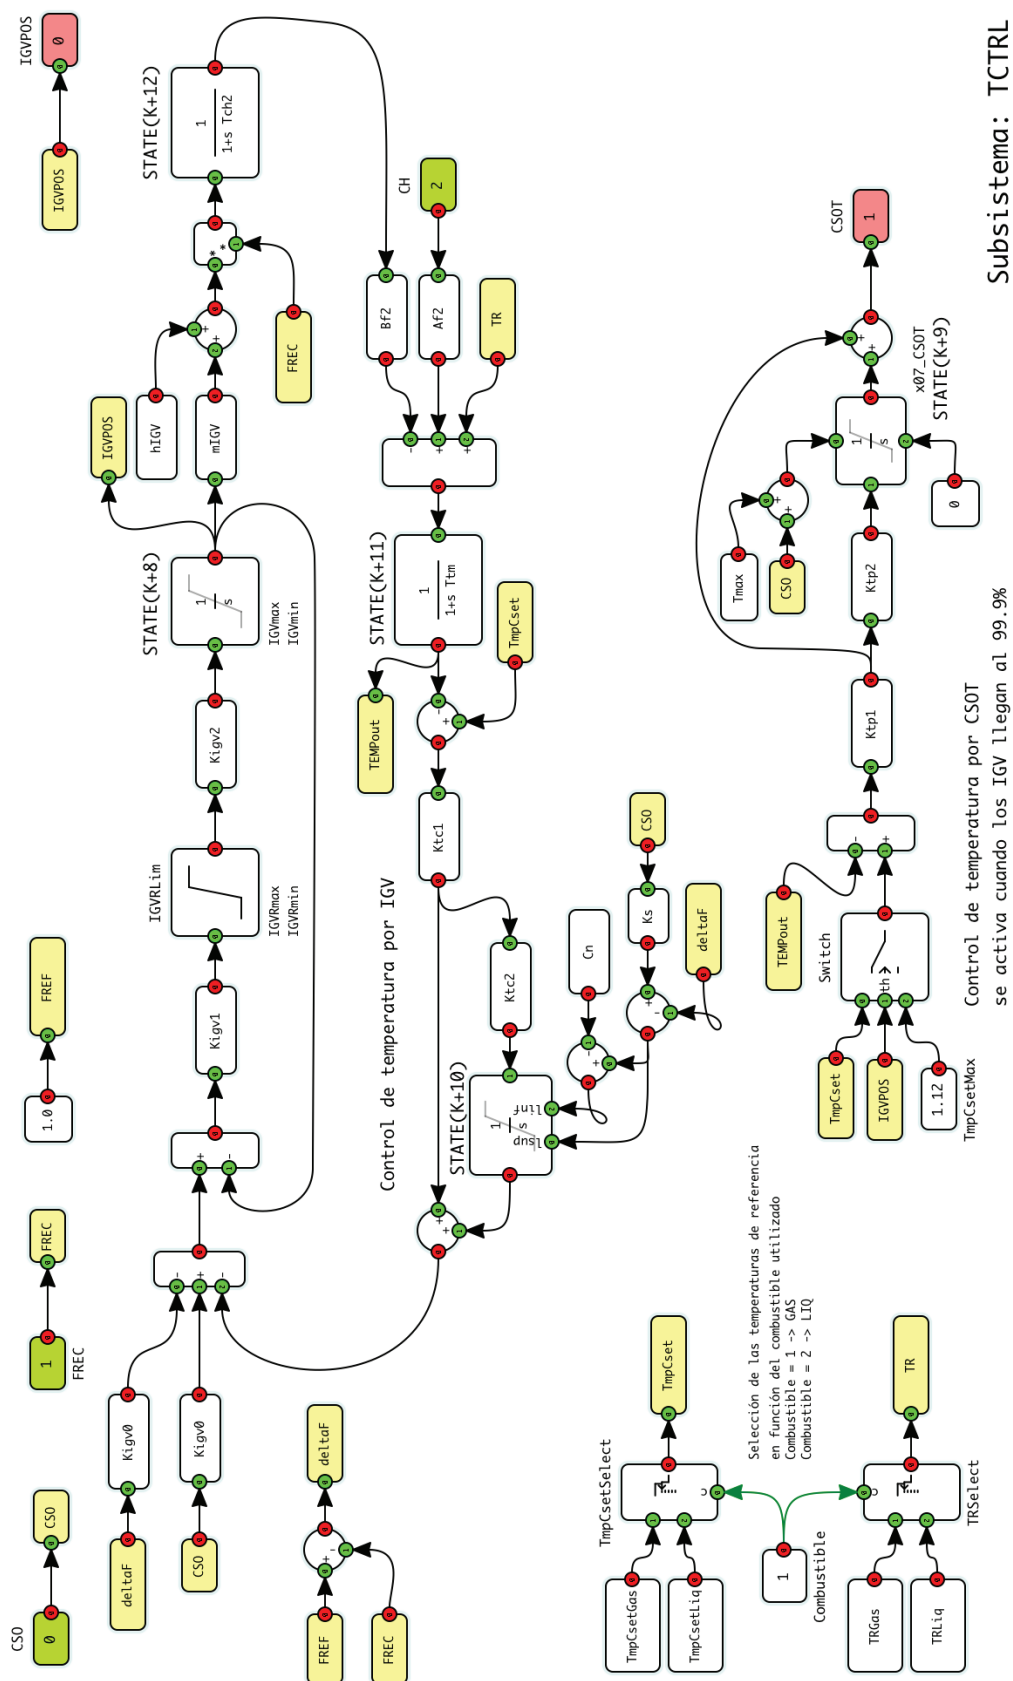 CSO
0
CSO
FREC
1
FREC
1.0
FREF
IGVPOS
IGVPOS
0
deltaF
Kigv0
CSO
Kigv0
- + -
+ -
Kigv1
IGVRLim
IGVRmax
IGVRmin
Kigv2
STATE(K+8)
1
s
IGVmax
IGVmin
IGVPOS
hIGV
mIGV
+ +
FREC
* *
STATE(K+12)
1
1+s Tch2
FREF
FREC
+ -
deltaF
Control de temperatura por IGV
+ +
STATE(K+10)
1
s
lsup
linf
Ktc2
Ktc1
Cn
- +
+ -
Ks
CSO
deltaF
TEMPout
- +
TmpCset
STATE(K+11)
1
1+s Ttm
- + +
Bf2
Af2
TR
CH
2
TmpCsetSelect
TmpCsetGas
TmpCsetLiq
C
TmpCset
Selección de las temperaturas de referencia
en función del combustible utilizado
Combustible = 1 -> GAS
Combustible = 2 -> LIQ
1
Combustible
TRGas
TRLiq
C
TRSelect
TR
TmpCset
IGVPOS
1.12
TmpCsetMax
Switch
th
TEMPout
- +
Ktp1
Ktp2
Tmax
CSO
+ +
1
s
0
x07_CSOT
STATE(K+9)
+ +
CSOT
1
Control de temperatura por CSOT
se activa cuando los IGV llegan al 99.9%
Subsistema: TCTRL